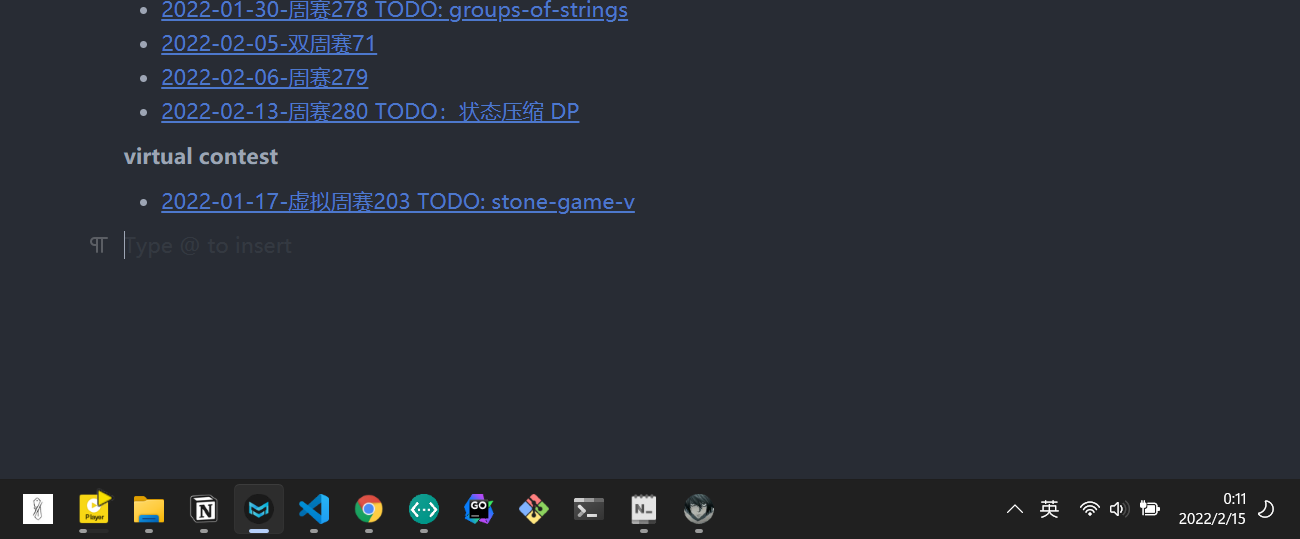 2022-01-30-周赛278 TODO: groups-of-strings
2022-02-05-双周赛71
2022-02-06-周赛279
2022-02-13-周赛280 TODO：状态压缩 DP
virtual contest
2022-01-17-虚拟周赛203 TODO: stone-game-v
Type @ to insert
Player
GO
英
0:11
2022/2/15